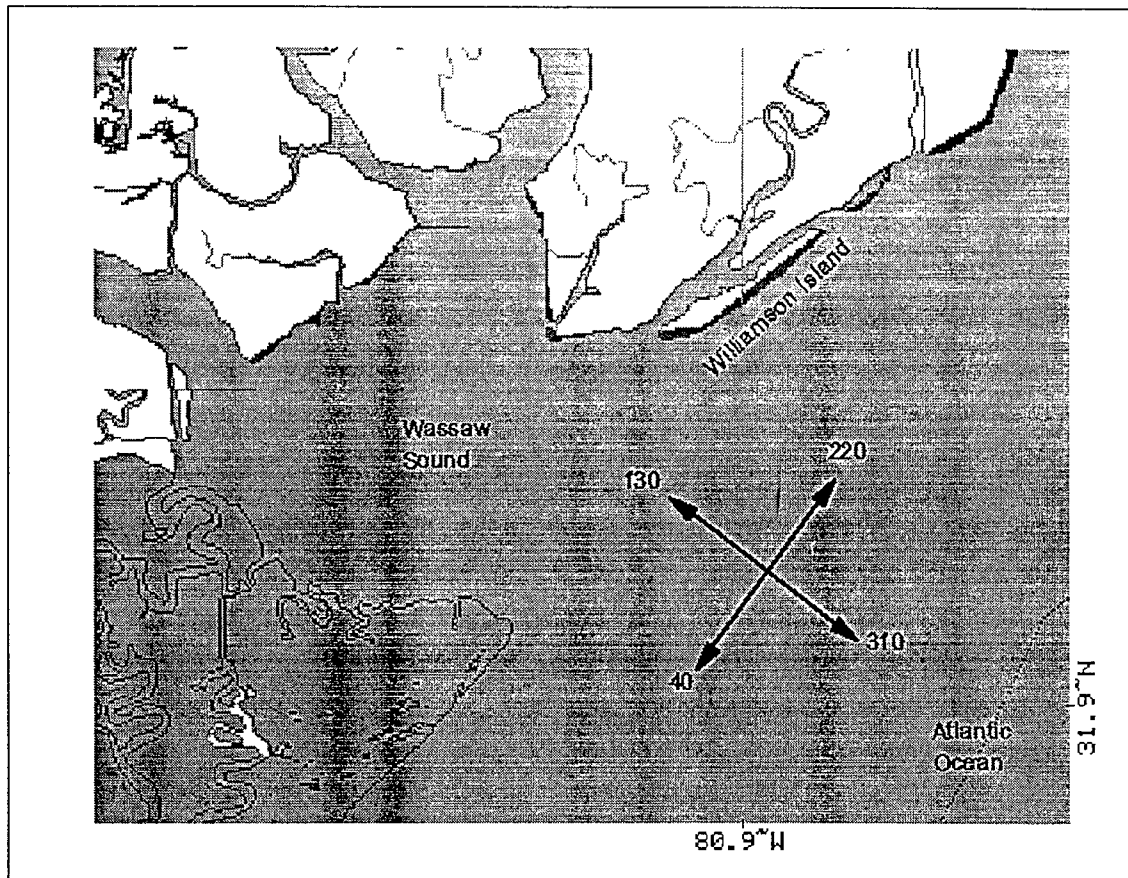 Williamson Island
Wassaw
Sound
220
130
310
40
Atlantic
Ocean
31.9~N
80.9~W